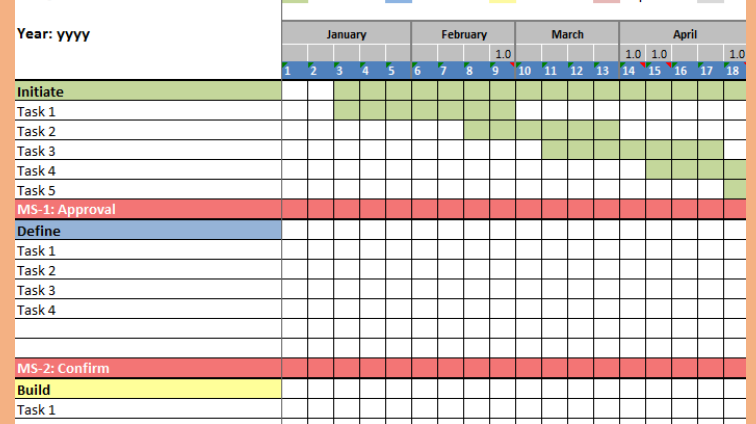 Year: yyyy
January February March April
1.0 1.0 1.0 1.0
1 2 3 4 5 6 7 8 9 10 11 12 13 14 15 16 17 18
Initiate
Task 1
Task 2
Task 3
Task 4
Task 5
MS-1: Approval
Define
Task 1
Task 2
Task 3
Task 4
MS-2: Confirm
Build
Task 1